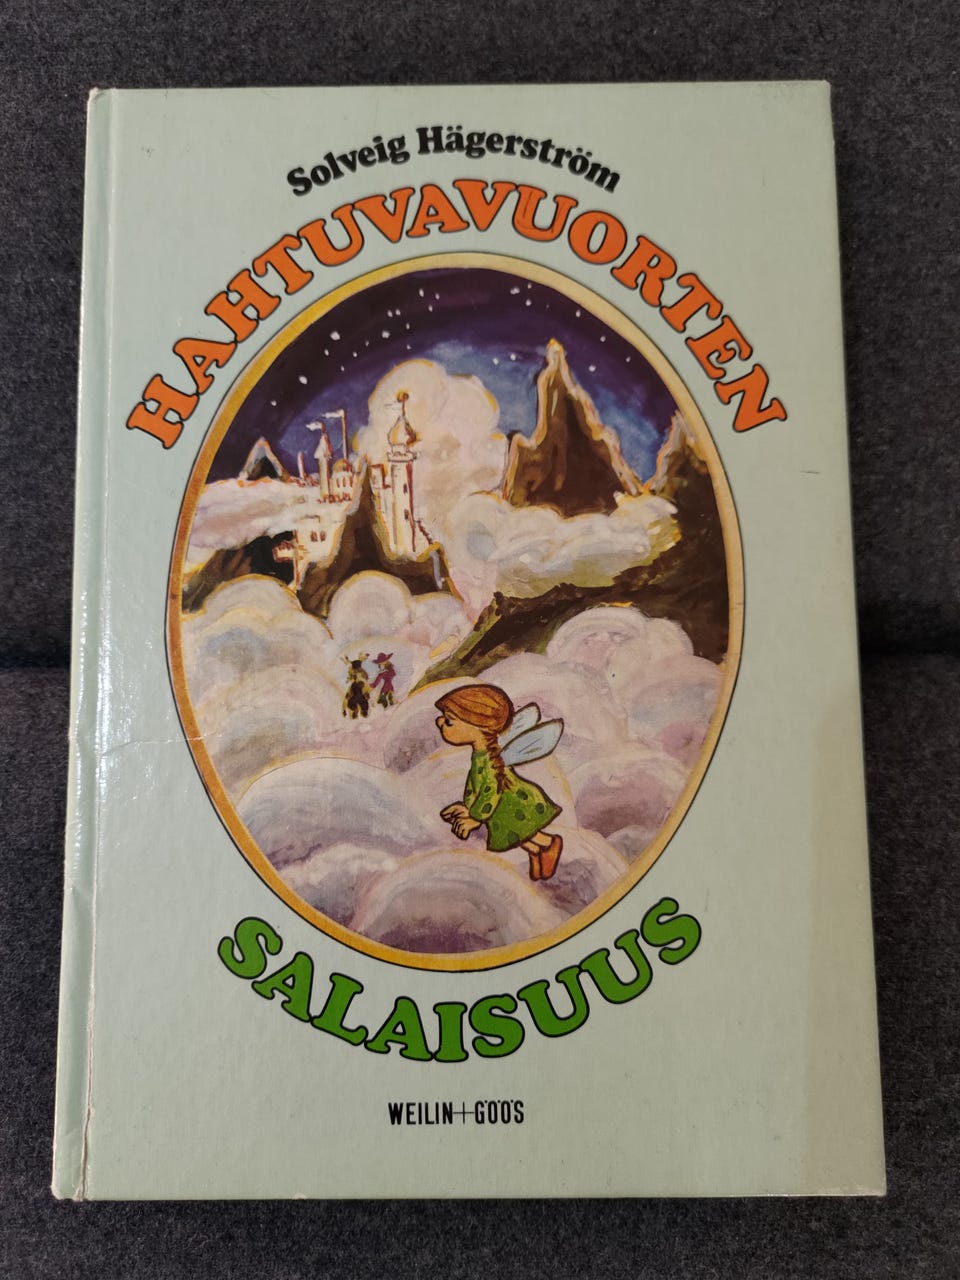 Solveig Hägerström
HAHTUVAVUORTEN
SALAISUUS
WEILIN+GÖÖS